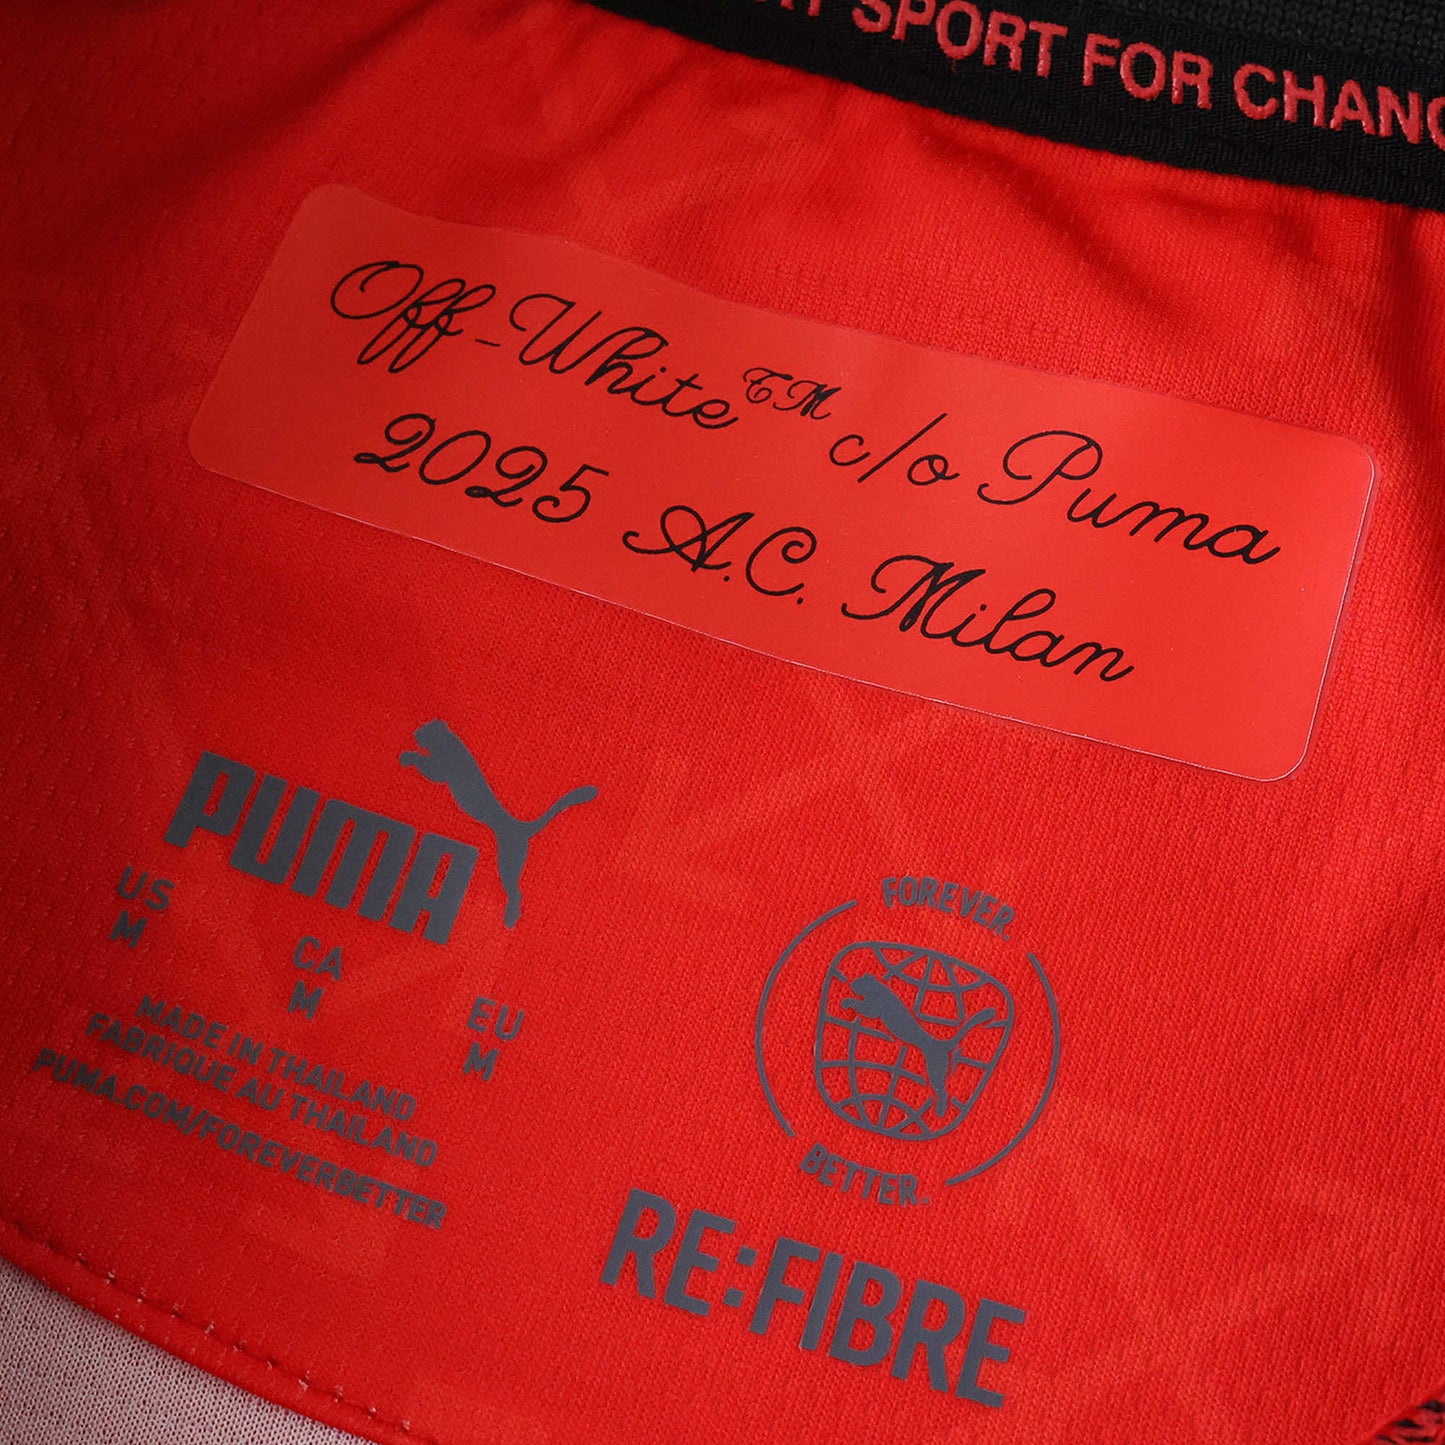 SPORT FOR CHANG
Off-White™ c/o Puma
2025 A.C. Milan
PUMA
US
M
CA
M
EU
M
MADE IN THAILAND
FABRIQUE AU THAILAND
PUMA.COM/FOREVERBETTER
FOREVER.
BETTER.
RE:FIBRE